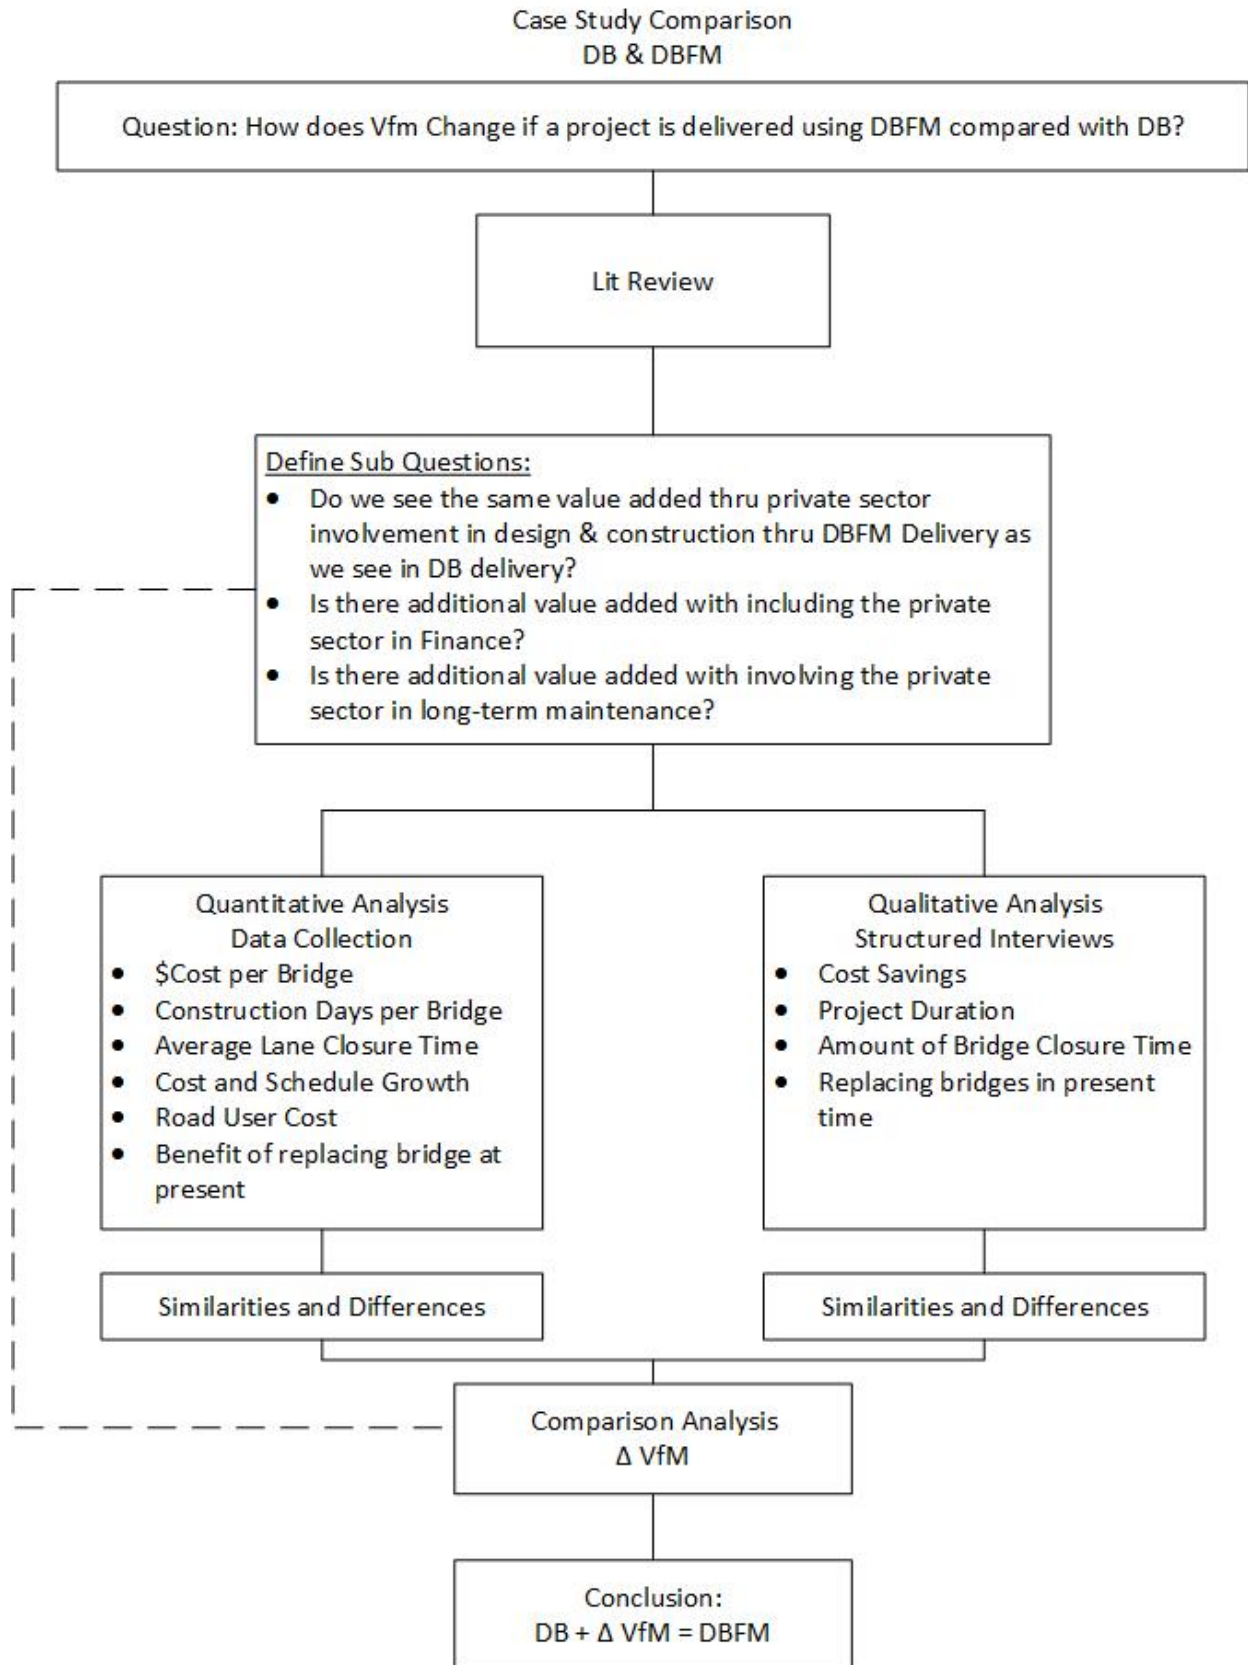 Case Study Comparison
DB & DBFM
Question: How does Vfm Change if a project is delivered using DBFM compared with DB?
Lit Review
Define Sub Questions:
• Do we see the same value added thru private sector
involvement in design & construction thru DBFM Delivery as
we see in DB delivery?
• Is there additional value added with including the private
sector in Finance?
• Is there additional value added with involving the private
sector in long-term maintenance?
Quantitative Analysis
Data Collection
• $Cost per Bridge
• Construction Days per Bridge
• Average Lane Closure Time
• Cost and Schedule Growth
• Road User Cost
• Benefit of replacing bridge at
present
Qualitative Analysis
Structured Interviews
• Cost Savings
• Project Duration
• Amount of Bridge Closure Time
• Replacing bridges in present
time
Similarities and Differences
Similarities and Differences
Comparison Analysis
Δ VfM
Conclusion:
DB + Δ VfM = DBFM